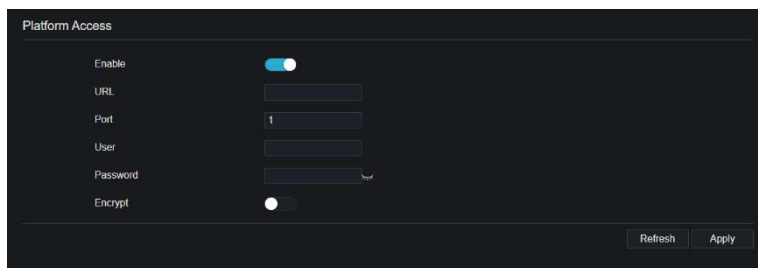 Platform Access
Enable
URL
Port 1
User
Password
Encrypt
Refresh Apply